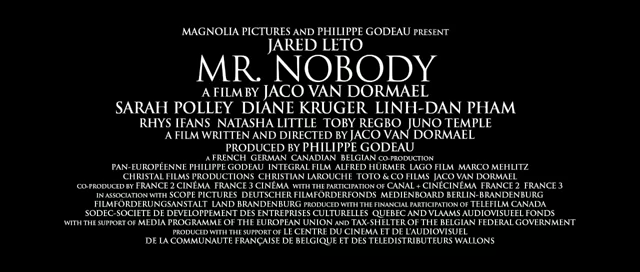 MAGNOLIA PICTURES AND PHILIPPE GODEAU PRESENT
JARED LETO
MR. NOBODY
A FILM BY JACO VAN DORMAEL
SARAH POLLEY DIANE KRUGER LINH-DAN PHAM
RHYS IFANS NATASHA LITTLE TOBY REGBO JUNO TEMPLE
A FILM WRITTEN AND DIRECTED BY JACO VAN DORMAEL
PRODUCED BY PHILIPPE GODEAU
A FRENCH GERMAN CANADIAN BELGIAN CO-PRODUCTION
PAN-EUROPÉENNE PHILIPPE GODEAU INTEGRAL FILM ALFRED HÜRMER LAGO FILM MARCO MEHLITZ
CHRISTAL FILMS PRODUCTIONS CHRISTIAN LAROUCHE TOTO & CO FILMS JACO VAN DORMAEL
CO-PRODUCED BY FRANCE 2 CINÉMA FRANCE 3 CINÉMA WITH THE PARTICIPATION OF CANAL + CINÉCINÉMA FRANCE 2 FRANCE 3
IN ASSOCIATION WITH SCOPE PICTURES DEUTSCHER FILMFÖRDERFONDS MEDIENBOARD BERLIN-BRANDENBURG
FILMFÖRDERUNGSANSTALT LAND BRANDENBURG PRODUCED WITH THE FINANCIAL PARTICIPATION OF TELEFILM CANADA
SODEC-SOCIETE DE DEVELOPPEMENT DES ENTREPRISES CULTURELLES QUEBEC AND VLAAMS AUDIOVISUEEL FONDS
WITH THE SUPPORT OF MEDIA PROGRAMME OF THE EUROPEAN UNION AND TAX-SHELTER OF THE BELGIAN FEDERAL GOVERNMENT
PRODUCED WITH THE SUPPORT OF LE CENTRE DU CINEMA ET DE L'AUDIOVISUEL
DE LA COMMUNAUTE FRANÇAISE DE BELGIQUE ET DES TELEDISTRIBUTEURS WALLONS